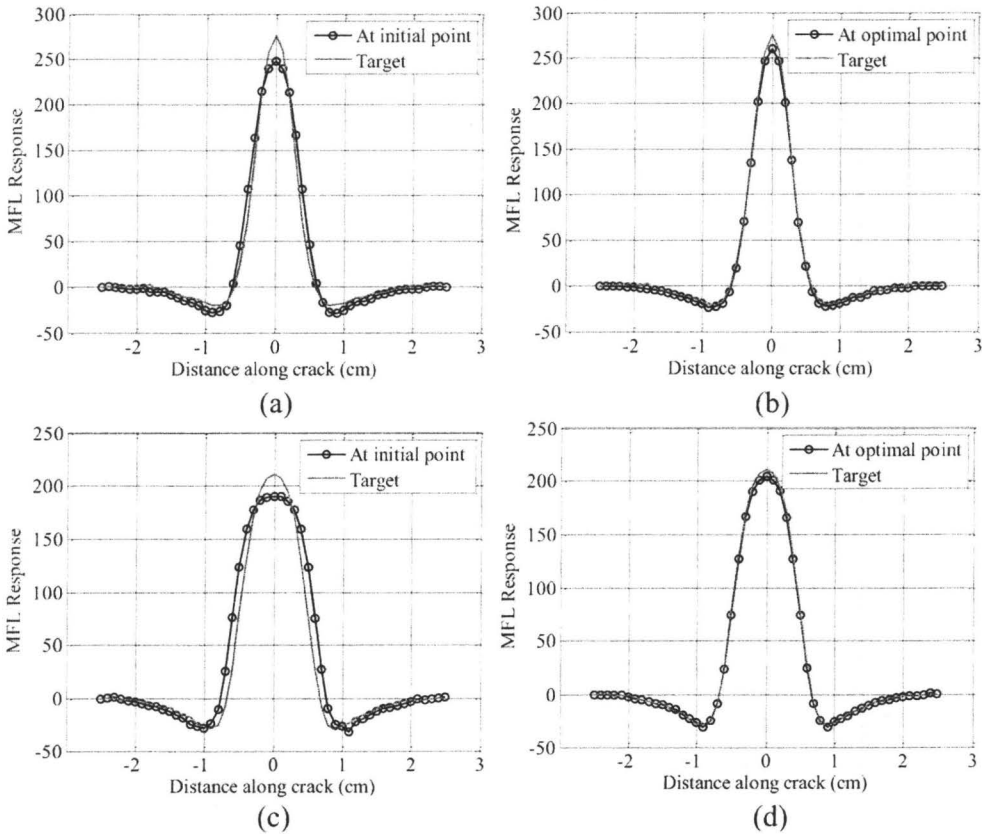 300
250
200
150
100
50
0
-50
MFL Response
At initial point
Target
-2 -1 0 1 2 3
Distance along crack (cm)
(a)
300
250
200
150
100
50
0
-50
MFL Response
At optimal point
Target
-3 -2 -1 0 1 2 3
Distance along crack (cm)
(b)
250
200
150
100
50
0
-50
MFL Response
At initial point
Target
-3 -2 -1 0 1 2 3
Distance along crack (cm)
(c)
250
200
150
100
50
0
-50
MFL Response
At optimal point
Target
-3 -2 -1 0 1 2 3
Distance along crack (cm)
(d)